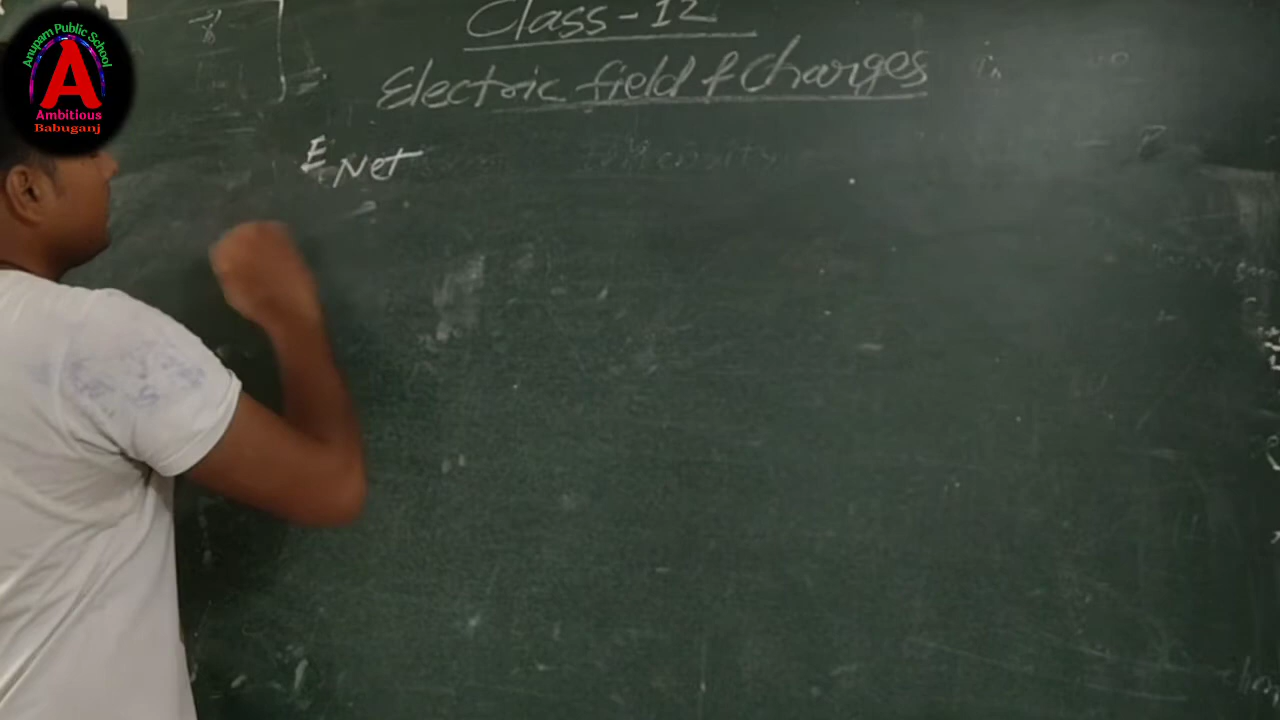 Anupam Public School
A
Ambitious
Babuganj
Class-12
Electric field & Charges
E Net